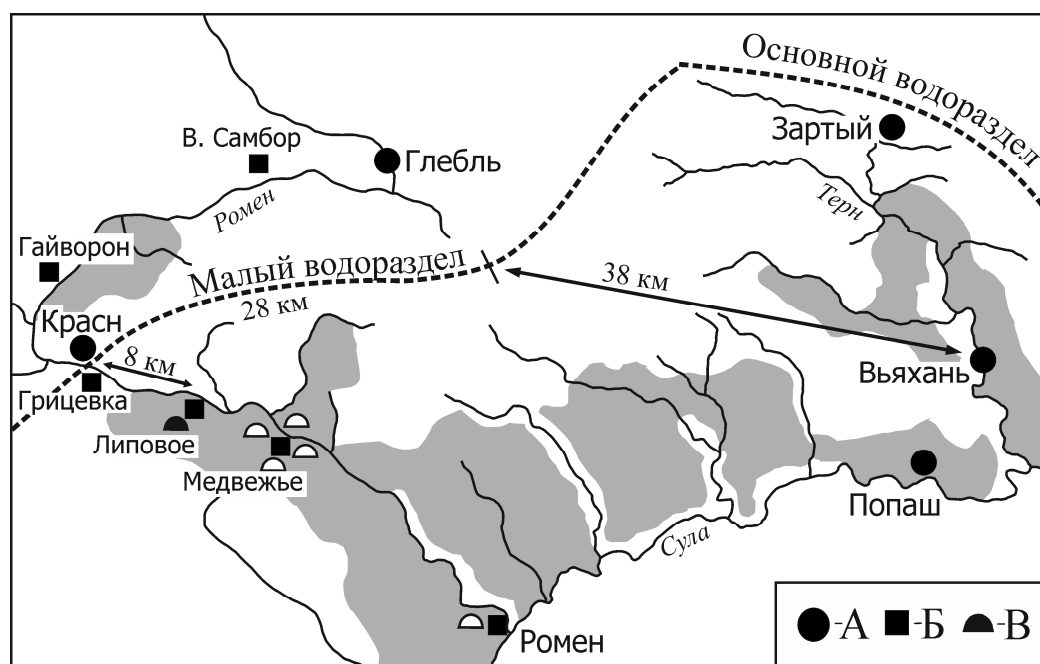 Основной водораздел
Зартый
В. Самбор
Глебль
Ромен
Терн
Гайворон
Малый водораздел
38 км
28 км
Красн
8 км
Вьяхань
Грицевка
Липовое
Медвежье
Попаш
Сула
Ромен
-А -Б -В